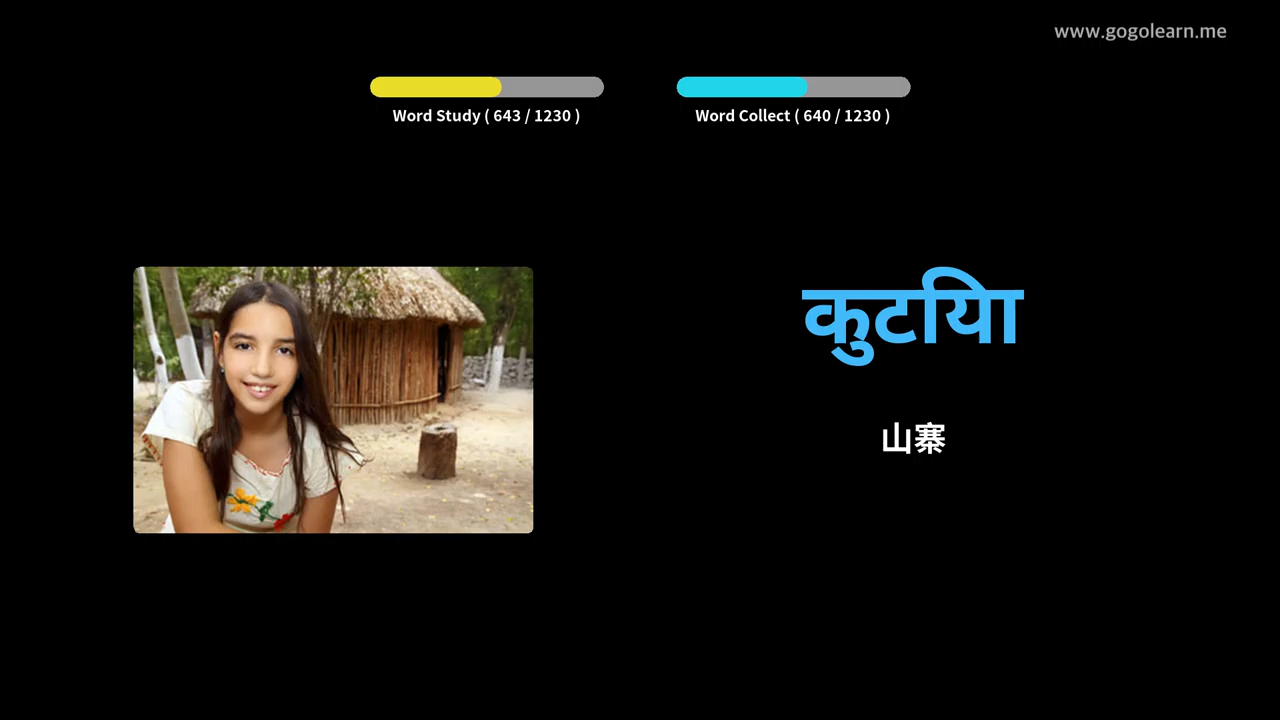 www.gogolearn.me
Word Study ( 643 / 1230 )
Word Collect ( 640 / 1230 )
कुटिया
山寨